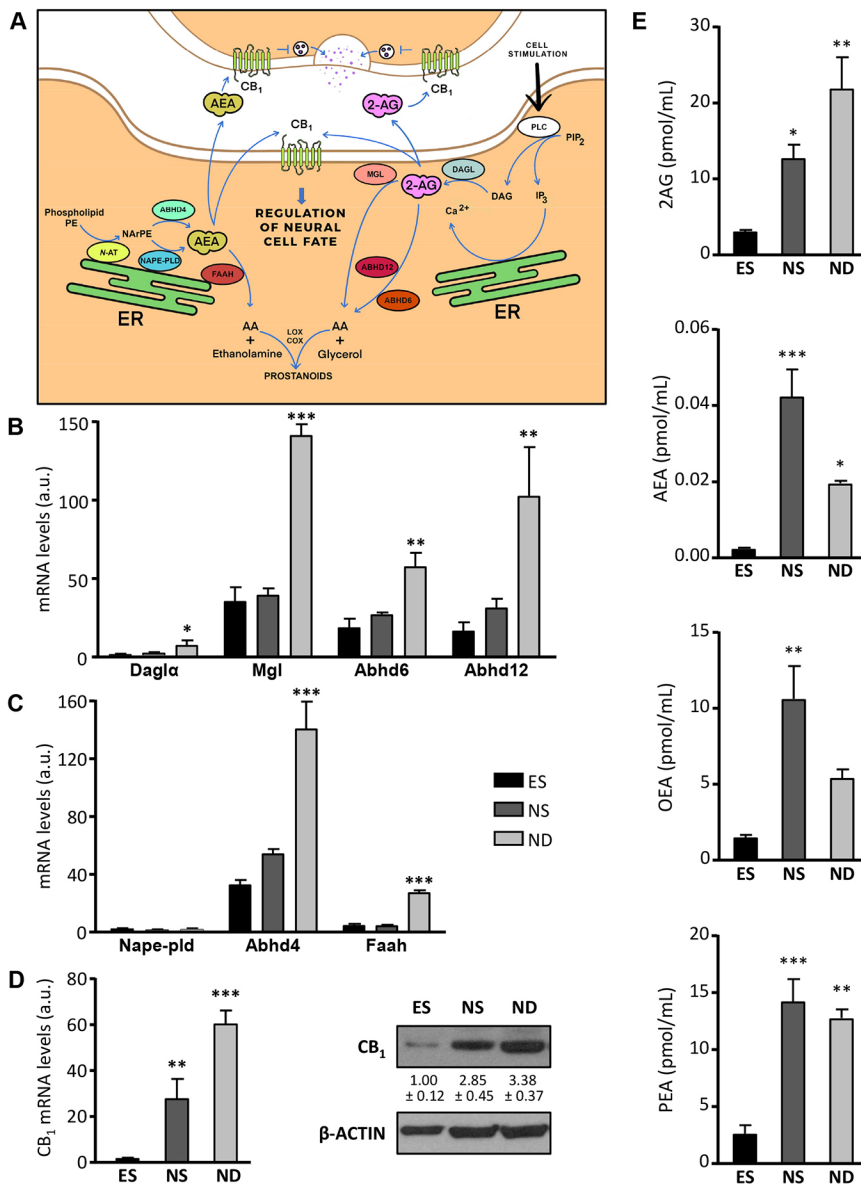 A
CELL
STIMULATION
CB1
CB1
AEA
2-AG
CB1
PLC
PIP2
MGL
DAGL
2-AG
DAG
IP3
Ca2+
REGULATION
OF NEURAL
CELL FATE
Phospholipid
PE
ABHD4
NArPE
AEA
N-AT
NAPE-PLD
FAAH
ABHD12
ABHD6
ER
ER
AA
+
Ethanolamine
LOX
COX
AA
+
Glycerol
PROSTANOIDS
B
mRNA levels (a.u.)
150
100
50
0
*
***
**
**
Daglα Mgl Abhd6 Abhd12
C
mRNA levels (a.u.)
160
120
80
40
0
***
***
Nape-pld Abhd4 Faah
ES
NS
ND
D
CB1 mRNA levels (a.u.)
80
60
40
20
0
**
***
ES NS ND
ES NS ND
CB1
1.00 2.85 3.38
± 0.12 ± 0.45 ± 0.37
β-ACTIN
E
2AG (pmol/mL)
30
20
10
0
*
**
ES NS ND
AEA (pmol/mL)
0.06
0.04
0.02
0.00
***
*
ES NS ND
OEA (pmol/mL)
15
10
5
0
**
ES NS ND
PEA (pmol/mL)
20
15
10
5
0
***
**
ES NS ND